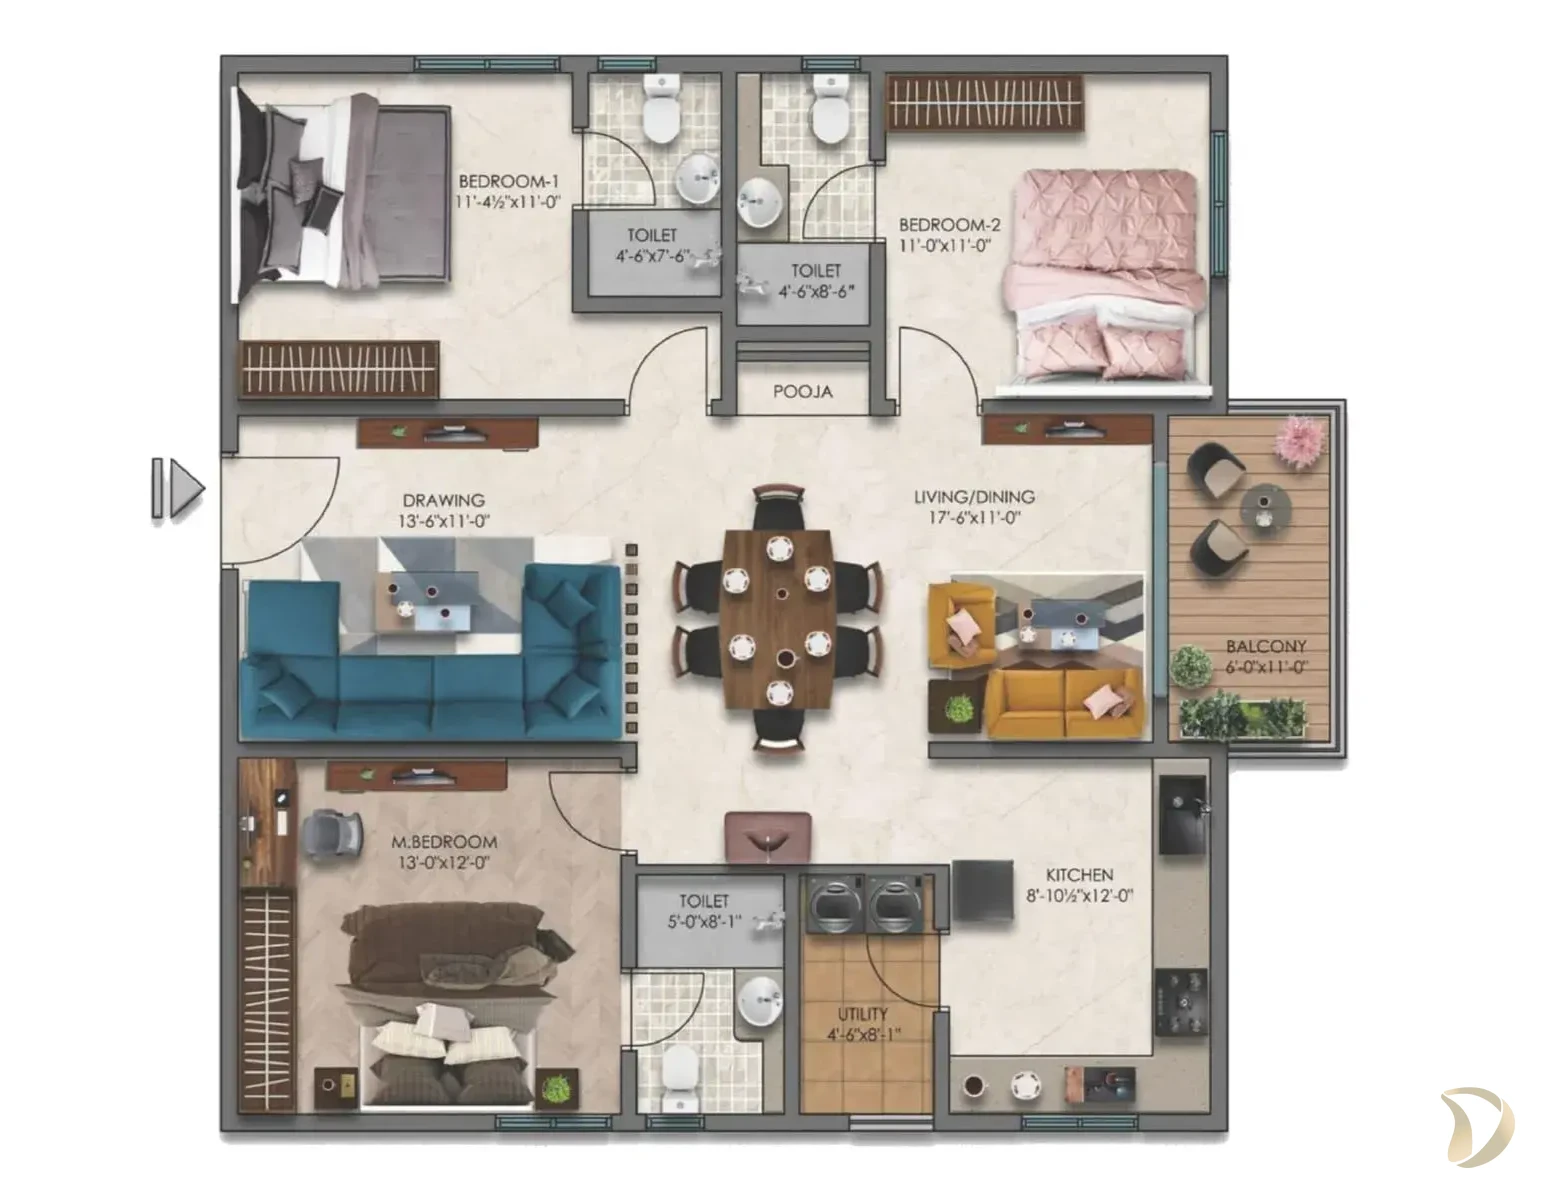 BEDROOM-1
11'-4½"x11'-0"
TOILET
4'-6"x7'-6"
TOILET
4'-6"x8'-6"
BEDROOM-2
11'-0"x11'-0"
POOJA
DRAWING
13'-6"x11'-0"
LIVING/DINING
17'-6"x11'-0"
BALCONY
6'-0"x11'-0"
M.BEDROOM
13'-0"x12'-0"
TOILET
5'-0"x8'-1"
UTILITY
4'-6"x8'-1"
KITCHEN
8'-10½"x12'-0"